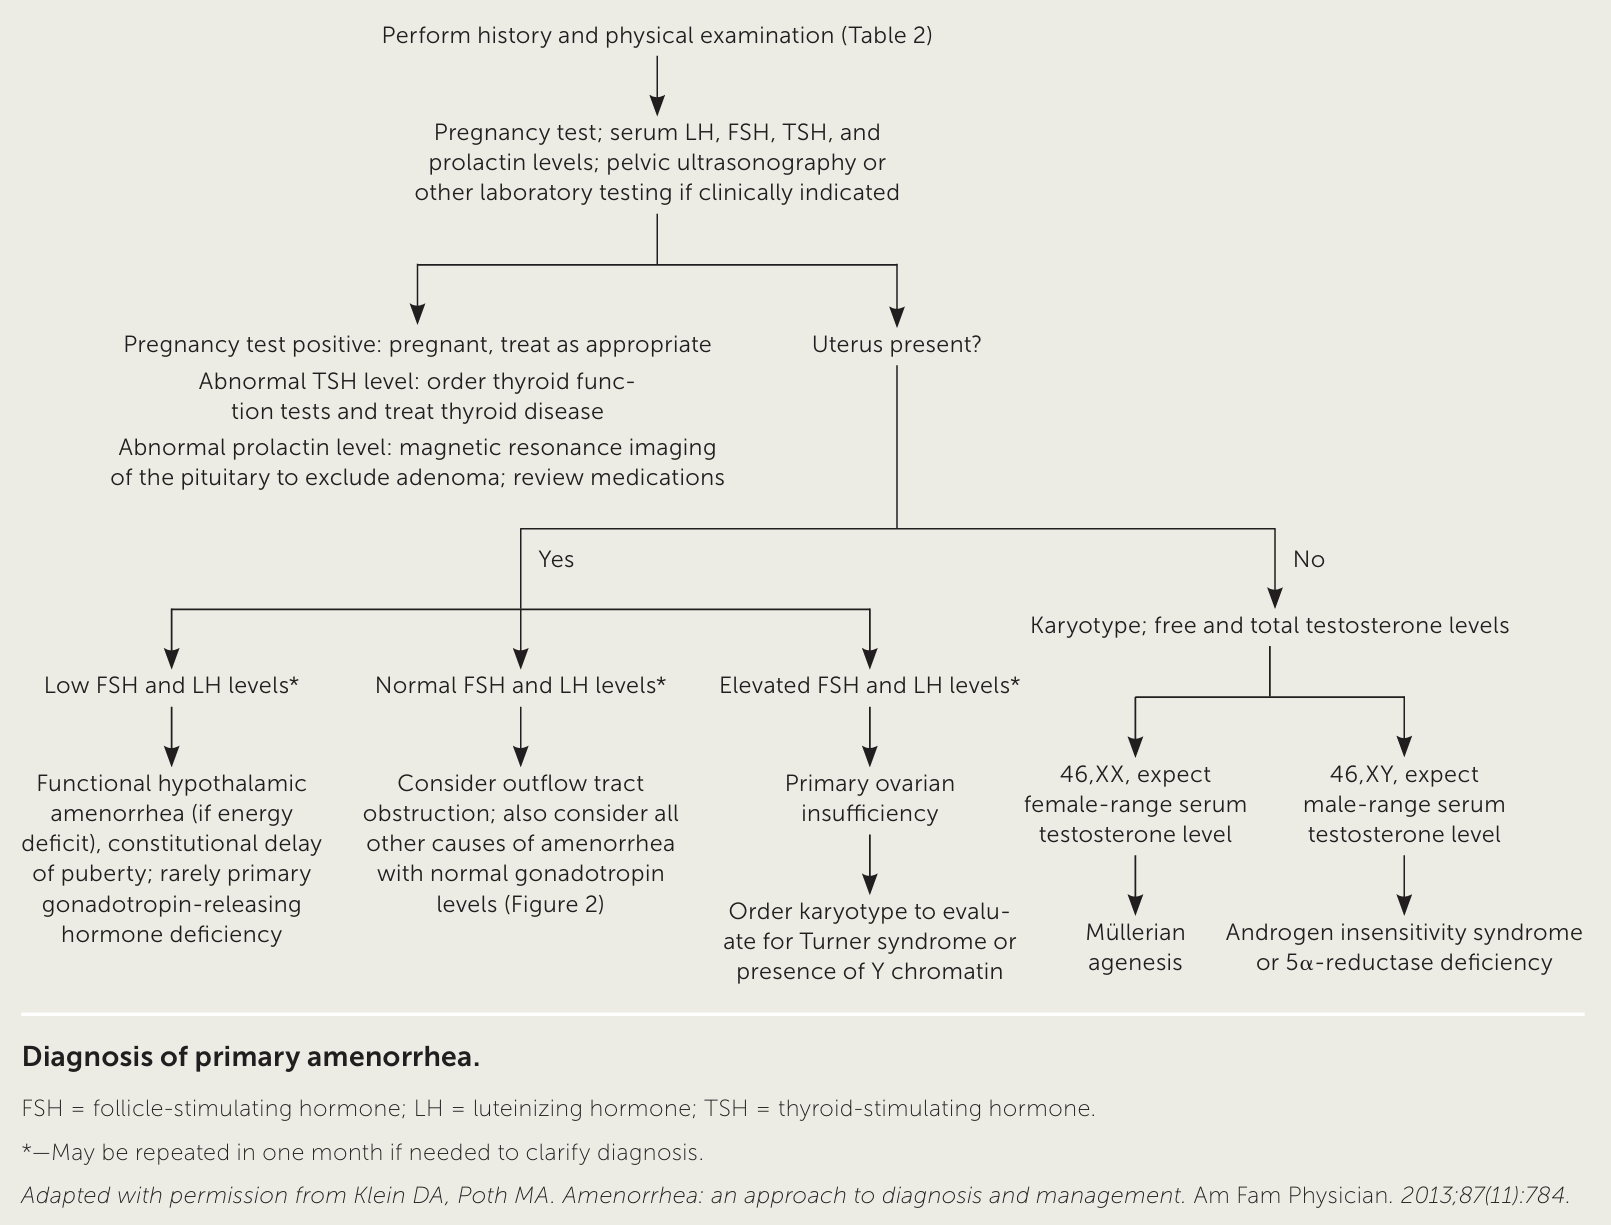 Perform history and physical examination (Table 2)
Pregnancy test; serum LH, FSH, TSH, and
prolactin levels; pelvic ultrasonography or
other laboratory testing if clinically indicated
Pregnancy test positive: pregnant, treat as appropriate
Abnormal TSH level: order thyroid func-
tion tests and treat thyroid disease
Abnormal prolactin level: magnetic resonance imaging
of the pituitary to exclude adenoma; review medications
Uterus present?
Yes
No
Low FSH and LH levels*
Functional hypothalamic
amenorrhea (if energy
deficit), constitutional delay
of puberty; rarely primary
gonadotropin-releasing
hormone deficiency
Normal FSH and LH levels*
Consider outflow tract
obstruction; also consider all
other causes of amenorrhea
with normal gonadotropin
levels (Figure 2)
Elevated FSH and LH levels*
Primary ovarian
insufficiency
Order karyotype to evalu-
ate for Turner syndrome or
presence of Y chromatin
Karyotype; free and total testosterone levels
46,XX, expect
female-range serum
testosterone level
Müllerian
agenesis
46,XY, expect
male-range serum
testosterone level
Androgen insensitivity syndrome
or 5α-reductase deficiency
Diagnosis of primary amenorrhea.
FSH = follicle-stimulating hormone; LH = luteinizing hormone; TSH = thyroid-stimulating hormone.
*—May be repeated in one month if needed to clarify diagnosis.
Adapted with permission from Klein DA, Poth MA. Amenorrhea: an approach to diagnosis and management. Am Fam Physician. 2013;87(11):784.